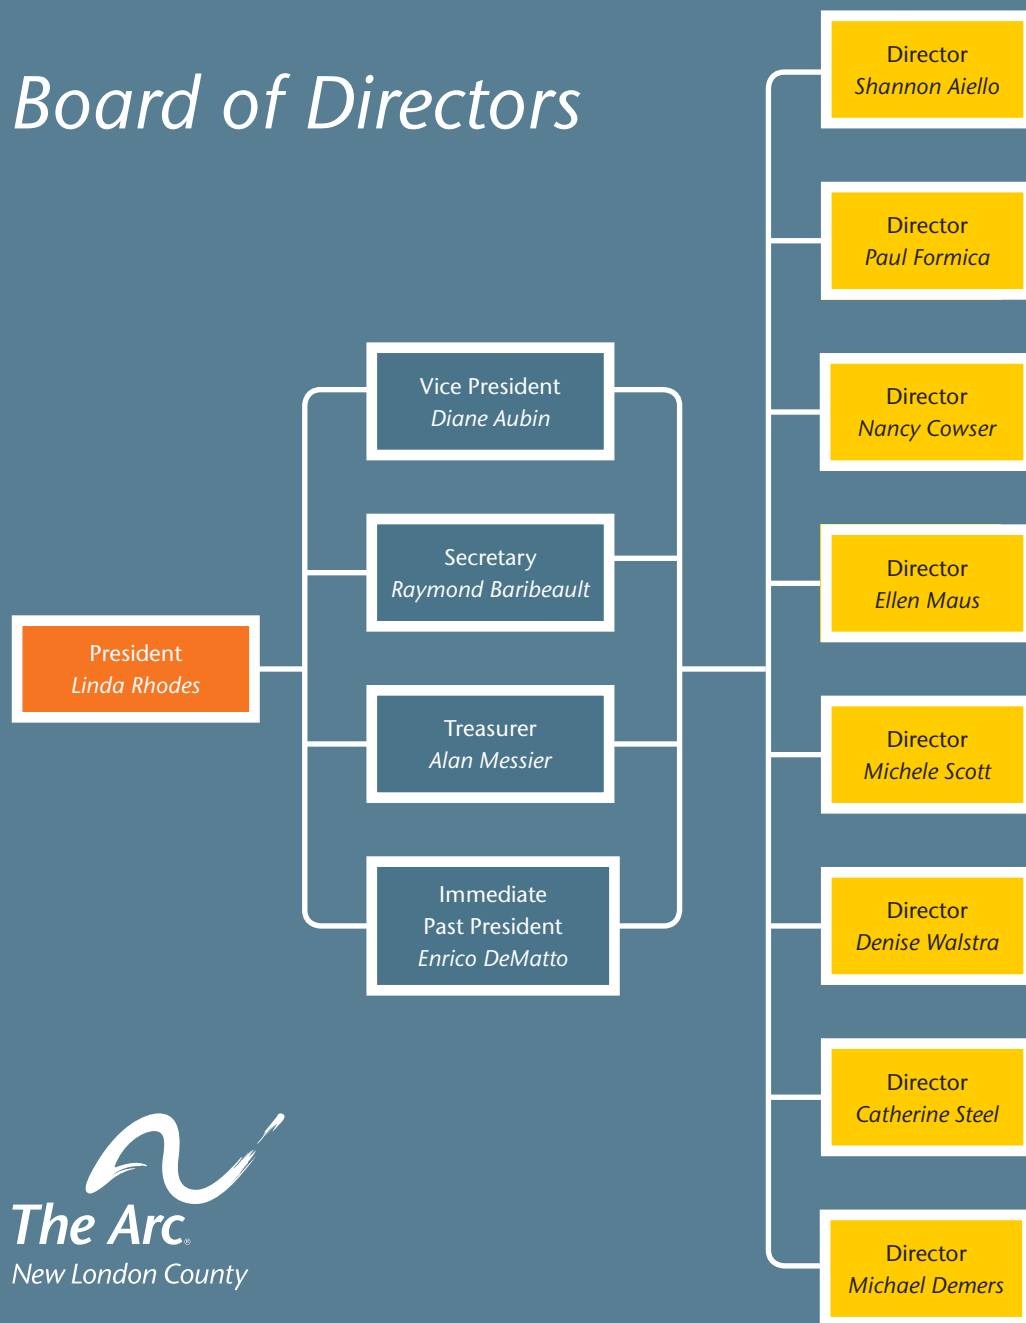 Board of Directors
President
Linda Rhodes
Vice President
Diane Aubin
Secretary
Raymond Baribeault
Treasurer
Alan Messier
Immediate
Past President
Enrico DeMatto
Director
Shannon Aiello
Director
Paul Formica
Director
Nancy Cowser
Director
Ellen Maus
Director
Michele Scott
Director
Denise Walstra
Director
Catherine Steel
Director
Michael Demers
The Arc®
New London County